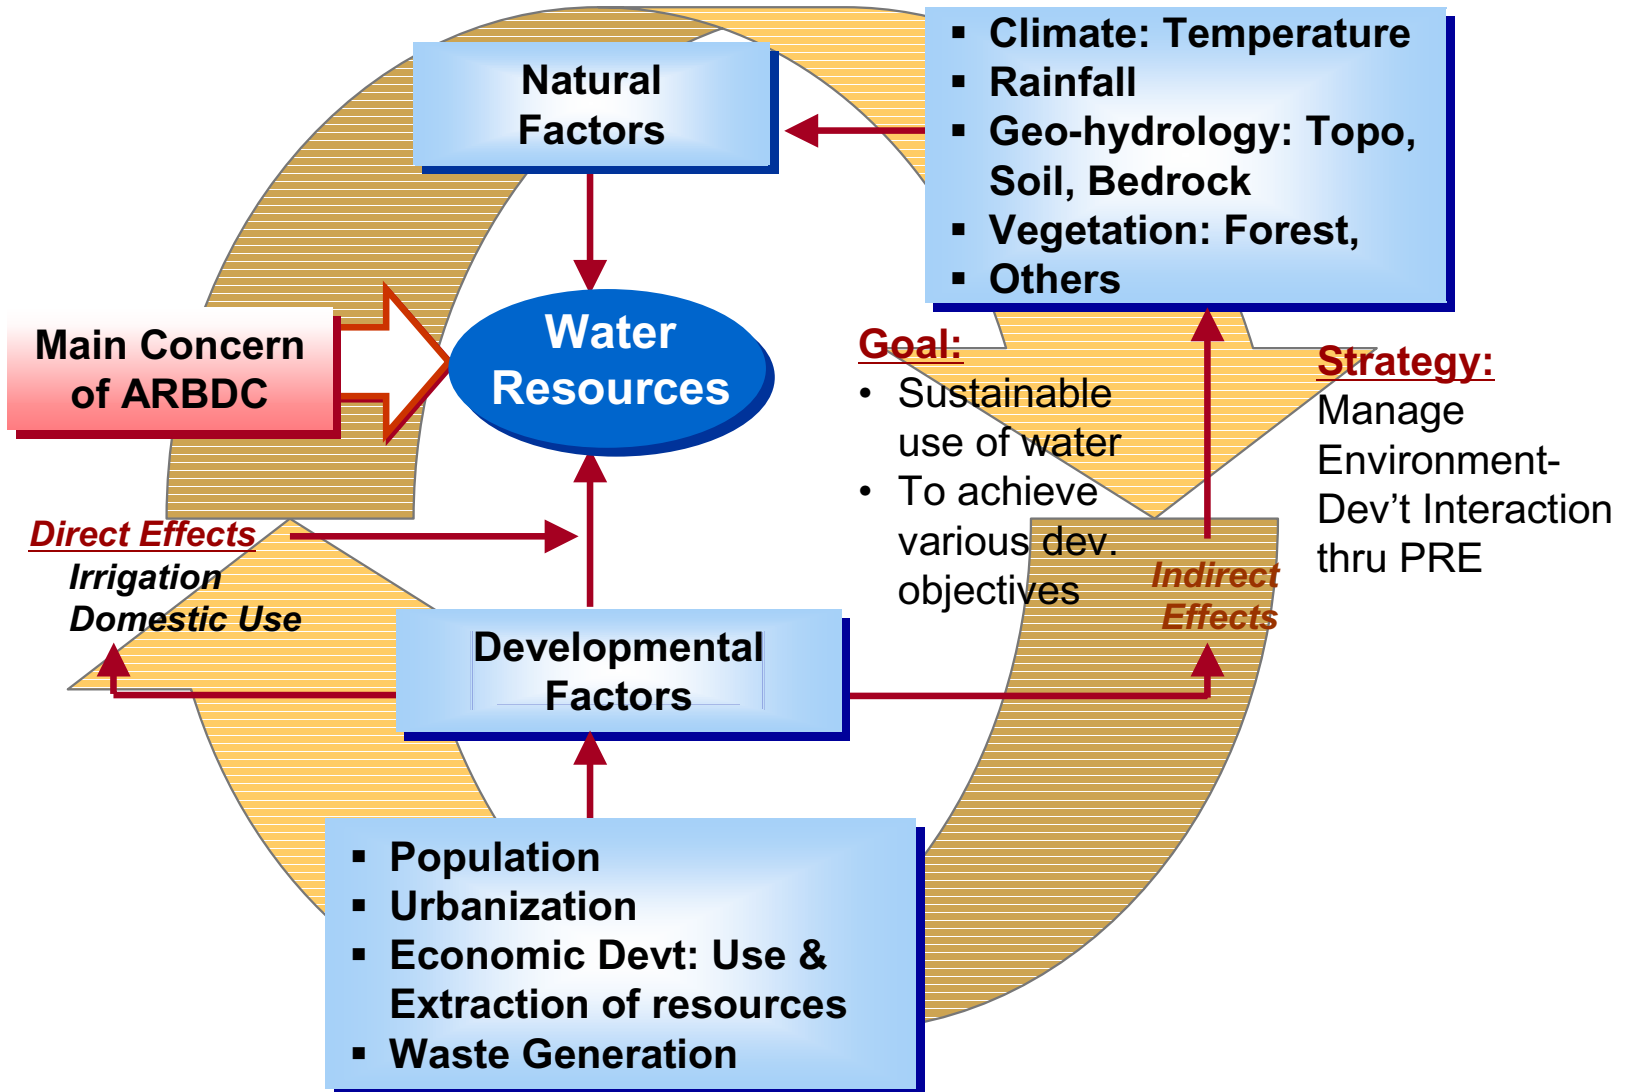 Natural
Factors
▪ Climate: Temperature
▪ Rainfall
▪ Geo-hydrology: Topo,
Soil, Bedrock
▪ Vegetation: Forest,
▪ Others
Main Concern
of ARBDC
Water
Resources
Goal:
• Sustainable
use of water
• To achieve
various dev.
objectives
Strategy:
Manage
Environment-
Dev’t Interaction
thru PRE
Direct Effects
Irrigation
Domestic Use
Indirect
Effects
Developmental
Factors
▪ Population
▪ Urbanization
▪ Economic Devt: Use &
Extraction of resources
▪ Waste Generation